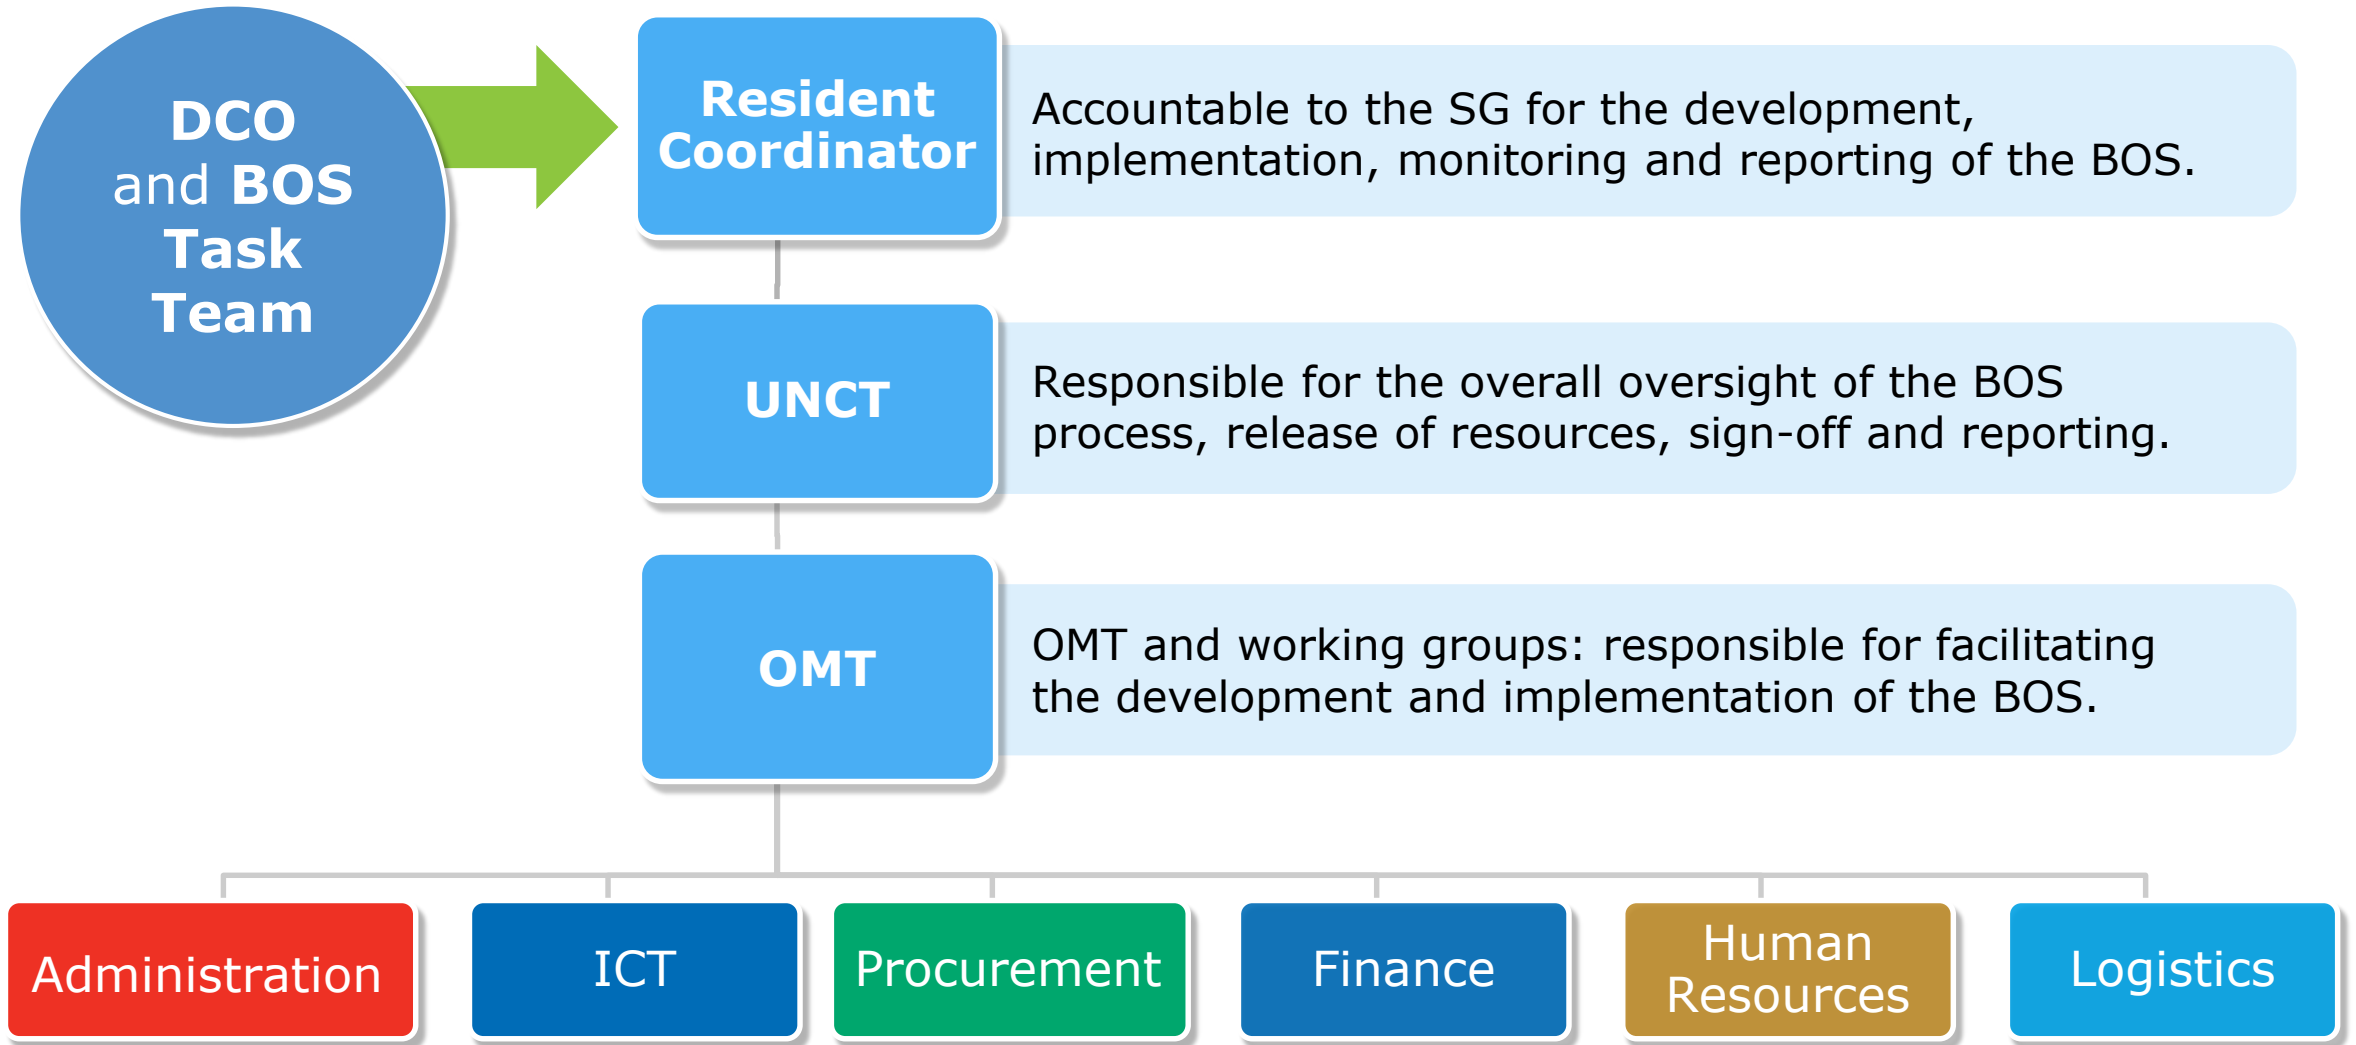 DCO
and BOS
Task
Team
Resident
Coordinator
Accountable to the SG for the development,
implementation, monitoring and reporting of the BOS.
UNCT
Responsible for the overall oversight of the BOS
process, release of resources, sign-off and reporting.
OMT
OMT and working groups: responsible for facilitating
the development and implementation of the BOS.
Administration
ICT
Procurement
Finance
Human
Resources
Logistics